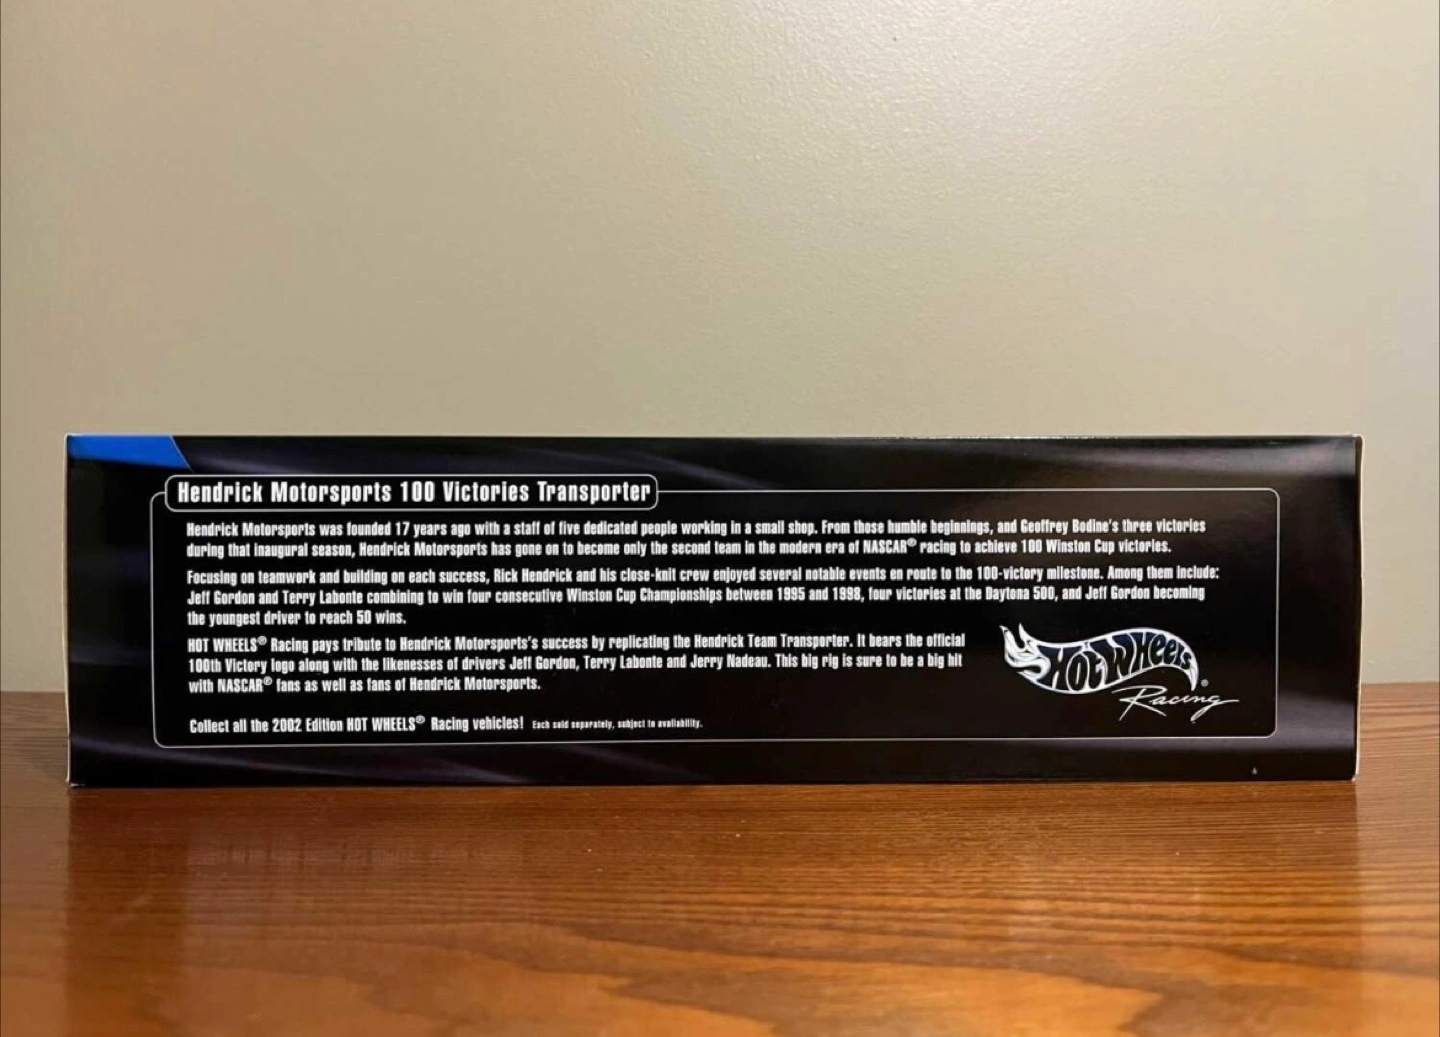 Hendrick Motorsports 100 Victories Transporter
Hendrick Motorsports was founded 17 years ago with a staff of five dedicated people working in a small shop. From those humble beginnings, and Geoffrey Bodine's three victories
during that inaugural season, Hendrick Motorsports has gone on to become only the second team in the modern era of NASCAR® racing to achieve 100 Winston Cup victories.
Focusing on teamwork and building on each success, Rick Hendrick and his close-knit crew enjoyed several notable events en route to the 100-victory milestone. Among them include:
Jeff Gordon and Terry Labonte combining to win four consecutive Winston Cup Championships between 1995 and 1998, four victories at the Daytona 500, and Jeff Gordon becoming
the youngest driver to reach 50 wins.
HOT WHEELS® Racing pays tribute to Hendrick Motorsports's success by replicating the Hendrick Team Transporter. It bears the official
100th Victory logo along with the likenesses of drivers Jeff Gordon, Terry Labonte and Jerry Nadeau. This big rig is sure to be a big hit
with NASCAR® fans as well as fans of Hendrick Motorsports.
Collect all the 2002 Edition HOT WHEELS® Racing vehicles! Each sold separately, subject to availability.
HOT WHEELS®
Racing